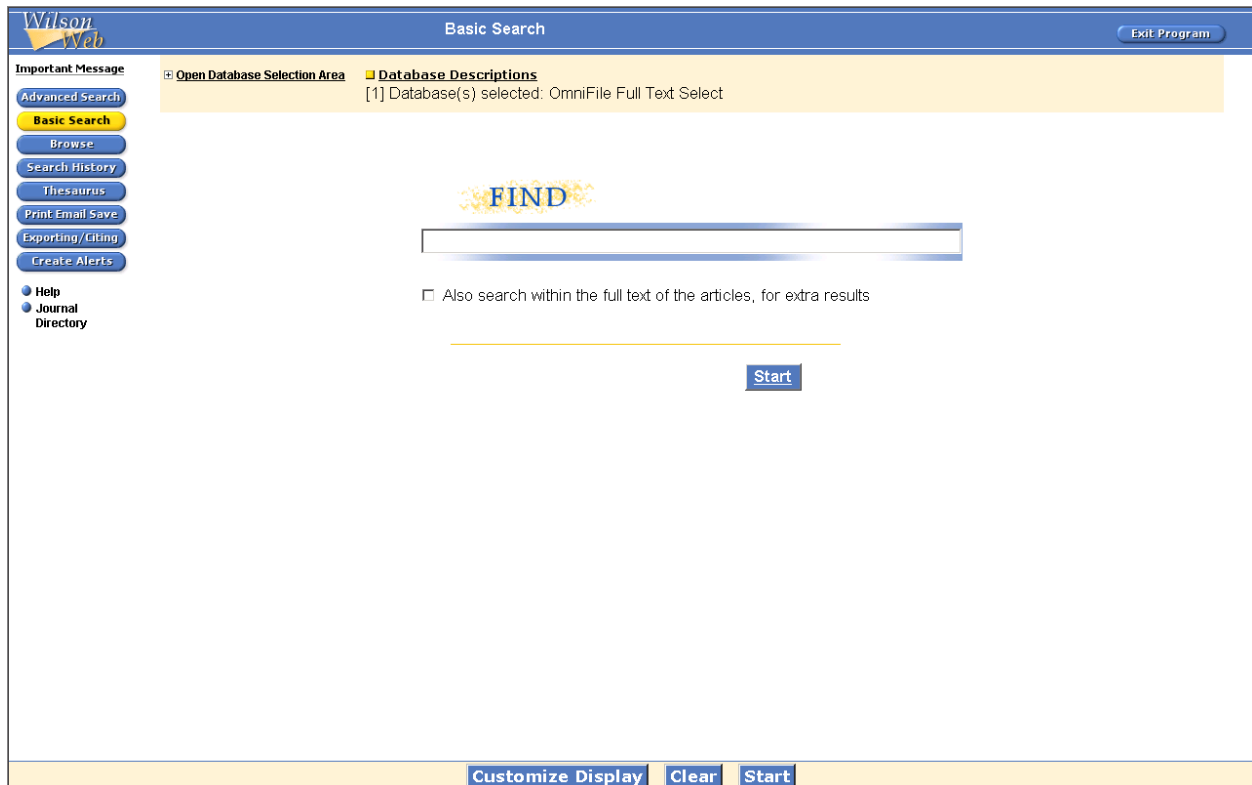 Wilson
Web
Basic Search
Exit Program
Important Message
Advanced Search
Basic Search
Browse
Search History
Thesaurus
Print Email Save
Exporting/Citing
Create Alerts
Help
Journal
Directory
Open Database Selection Area
Database Descriptions
[1] Database(s) selected: OmniFile Full Text Select
FIND
Also search within the full text of the articles, for extra results
Start
Customize Display Clear Start